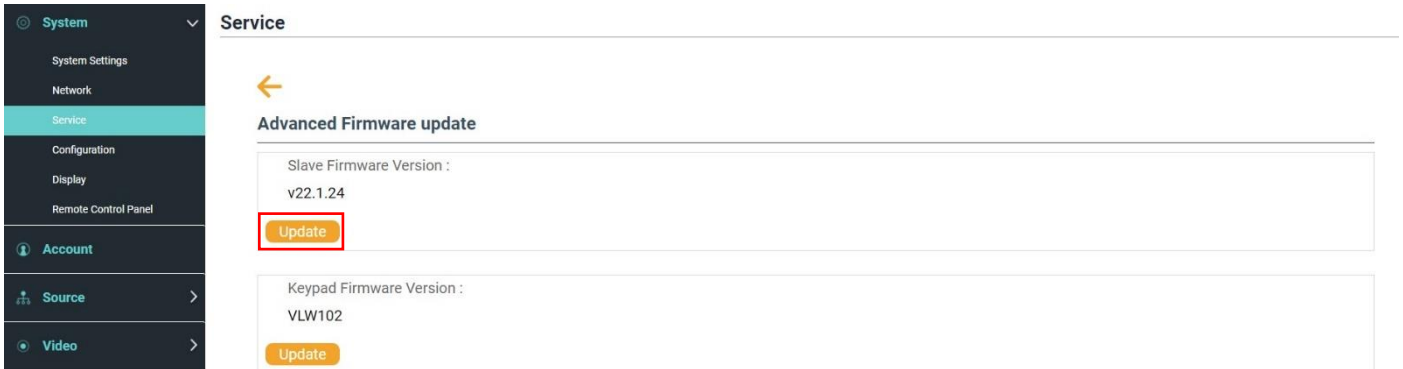 System
System Settings
Network
Service
Configuration
Display
Remote Control Panel
Account
Source
Video
Service
Advanced Firmware update
Slave Firmware Version :
v22.1.24
Update
Keypad Firmware Version :
VLW102
Update